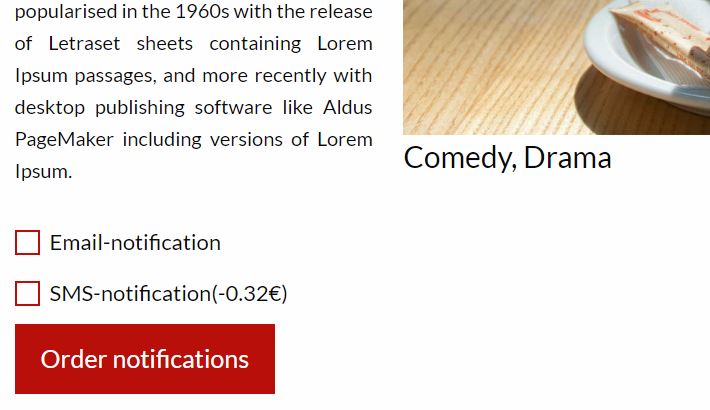 popularised in the 1960s with the release
of Letraset sheets containing Lorem
Ipsum passages, and more recently with
desktop publishing software like Aldus
PageMaker including versions of Lorem
Ipsum.
Comedy, Drama
Email-notification
SMS-notification(-0.32€)
Order notifications